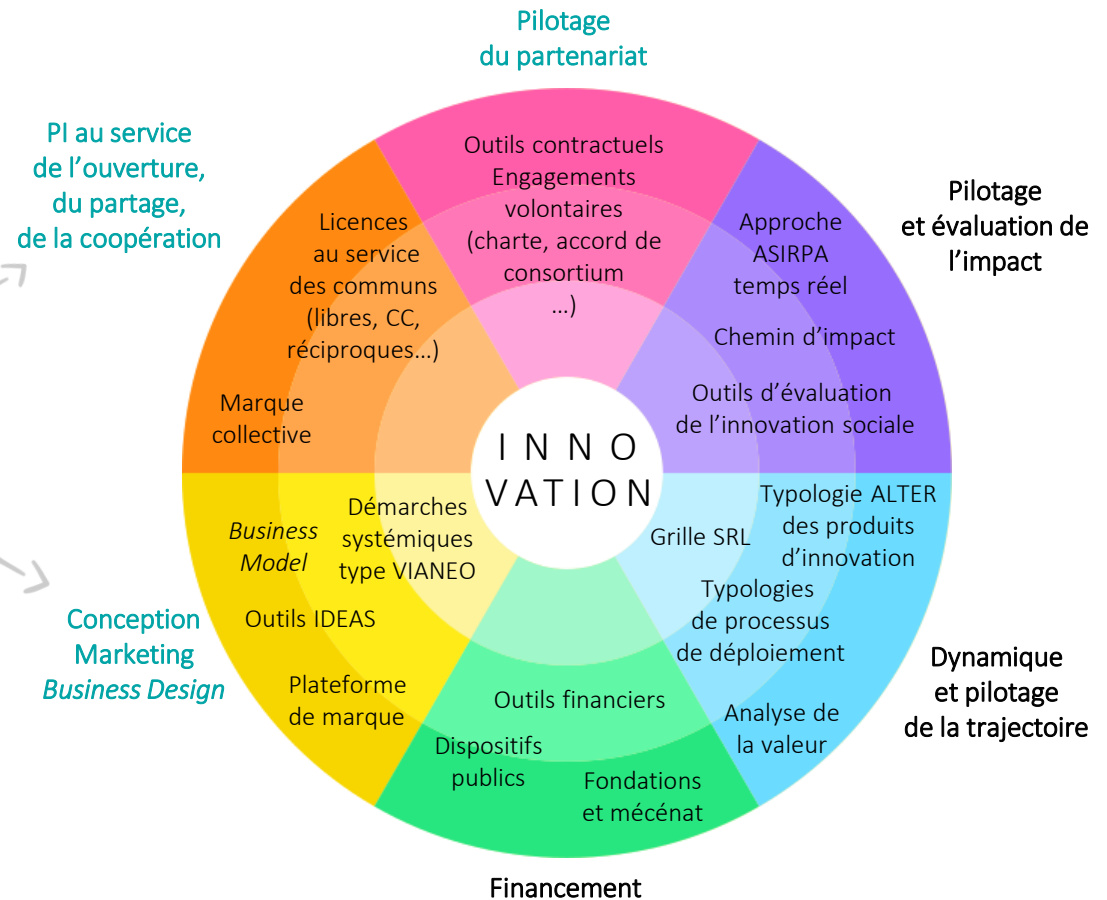 Pilotage
du partenariat
Outils contractuels
Engagements
volontaires
(charte, accord de
consortium
...)
PI au service
de l’ouverture,
du partage,
de la coopération
Licences
au service
des communs
(libres, CC,
réciproques...)
Marque
collective
Pilotage
et évaluation de
l’impact
Approche
ASIRPA
temps réel
Chemin d’impact
Outils d’évaluation
de l’innovation sociale
INNO
VATION
Conception
Marketing
Business Design
Business
Model
Démarches
systémiques
type VIANEO
Outils IDEAS
Plateforme
de marque
Grille SRL
Typologie ALTER
des produits
d’innovation
Typologies
de processus
de déploiement
Analyse de
la valeur
Dynamique
et pilotage
de la trajectoire
Outils financiers
Dispositifs
publics
Fondations
et mécénat
Financement